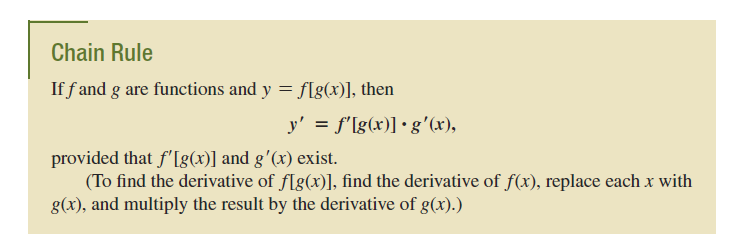 Chain Rule
If f and g are functions and y = f[g(x)], then
y′ = f′[g(x)] • g′(x),
provided that f′[g(x)] and g′(x) exist.
(To find the derivative of f[g(x)], find the derivative of f(x), replace each x with
g(x), and multiply the result by the derivative of g(x).)